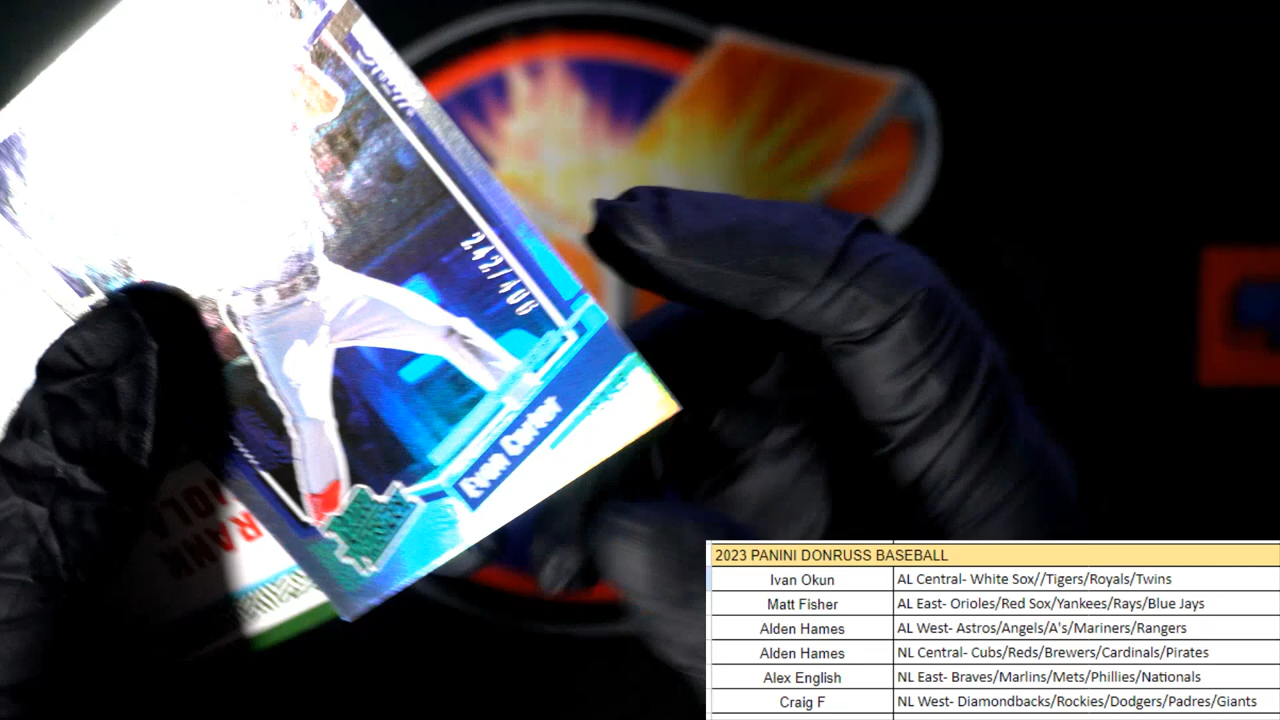 242/406
Evan Carter
RANK
2023 PANINI DONRUSS BASEBALL
Ivan Okun AL Central- White Sox//Tigers/Royals/Twins
Matt Fisher AL East- Orioles/Red Sox/Yankees/Rays/Blue Jays
Alden Hames AL West- Astros/Angels/A's/Mariners/Rangers
Alden Hames NL Central- Cubs/Reds/Brewers/Cardinals/Pirates
Alex English NL East- Braves/Marlins/Mets/Phillies/Nationals
Craig F NL West- Diamondbacks/Rockies/Dodgers/Padres/Giants